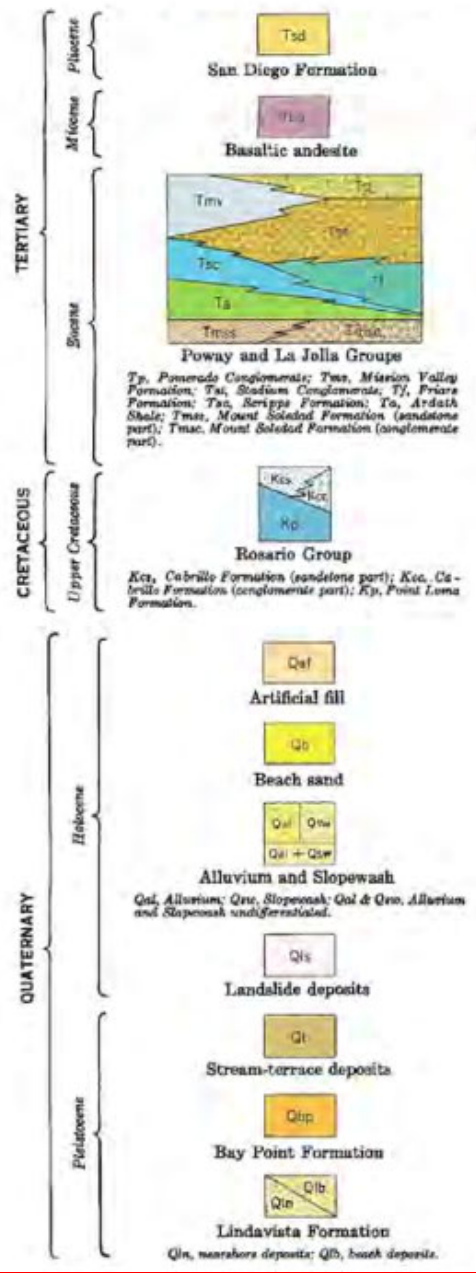 TERTIARY
Pliocene
Tsd
San Diego Formation
Miocene
Basaltic andesite
Eocene
Tmv
Tst
Tsc
Tf
Ta
Tmss
Poway and La Jolla Groups
Tp, Pomerado Conglomerate; Tmv, Mission Valley
Formation; Tst, Stadium Conglomerate; Tf, Friars
Formation; Tsc, Scripps Formation; Ta, Ardath
Shale; Tmss, Mount Soledad Formation (sandstone
part); Tmsc, Mount Soledad Formation (conglomerate
part).
CRETACEOUS
Upper Cretaceous
Kcs
Kcc
Kp
Rosario Group
Kcs, Cabrillo Formation (sandstone part); Kcc, Ca-
brillo Formation (conglomerate part); Kp, Point Loma
Formation.
QUATERNARY
Holocene
Qaf
Artificial fill
Qb
Beach sand
Qal
Qsw
Qal + Qsw
Alluvium and Slopewash
Qal, Alluvium; Qsw, Slopewash; Qal & Qsw, Alluvium
and Slopewash undifferentiated.
Qls
Landslide deposits
Pleistocene
Qt
Stream-terrace deposits
Qbp
Bay Point Formation
Qlb
Qln
Lindavista Formation
Qln, nearshore deposits; Qlb, beach deposits.